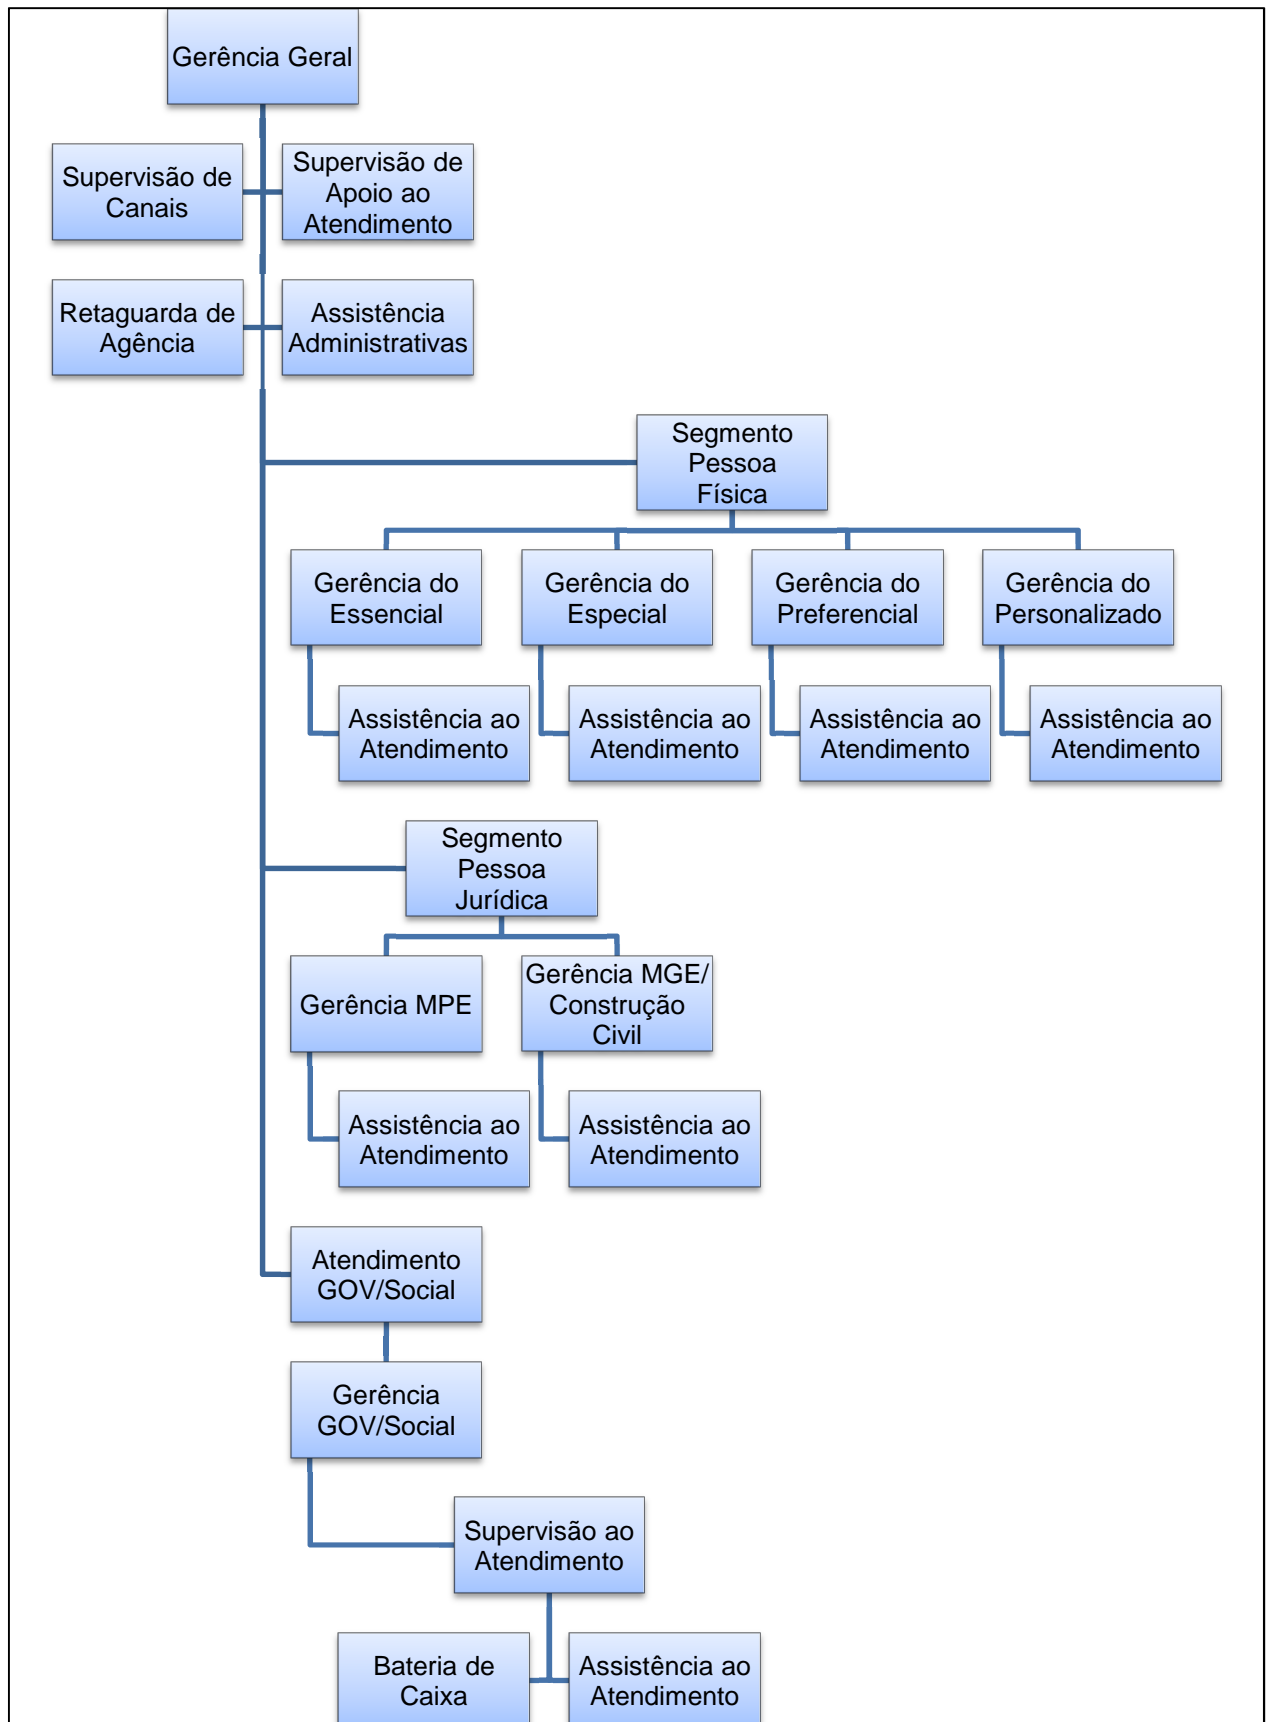 Gerência Geral
Supervisão de
Canais
Supervisão de
Apoio ao
Atendimento
Retaguarda de
Agência
Assistência
Administrativas
Segmento
Pessoa
Física
Gerência do
Essencial
Gerência do
Especial
Gerência do
Preferencial
Gerência do
Personalizado
Assistência ao
Atendimento
Assistência ao
Atendimento
Assistência ao
Atendimento
Assistência ao
Atendimento
Segmento
Pessoa
Jurídica
Gerência MPE
Gerência MGE/
Construção
Civil
Assistência ao
Atendimento
Assistência ao
Atendimento
Atendimento
GOV/Social
Gerência
GOV/Social
Supervisão ao
Atendimento
Bateria de
Caixa
Assistência ao
Atendimento